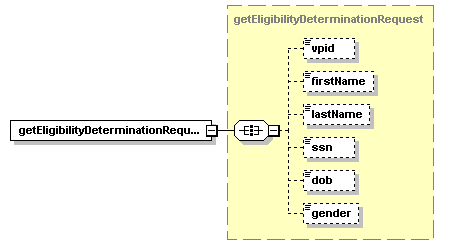 getEligibilityDeterminationRequest
vpid
firstName
lastName
getEligibilityDeterminationRequ...
ssn
dob
gender